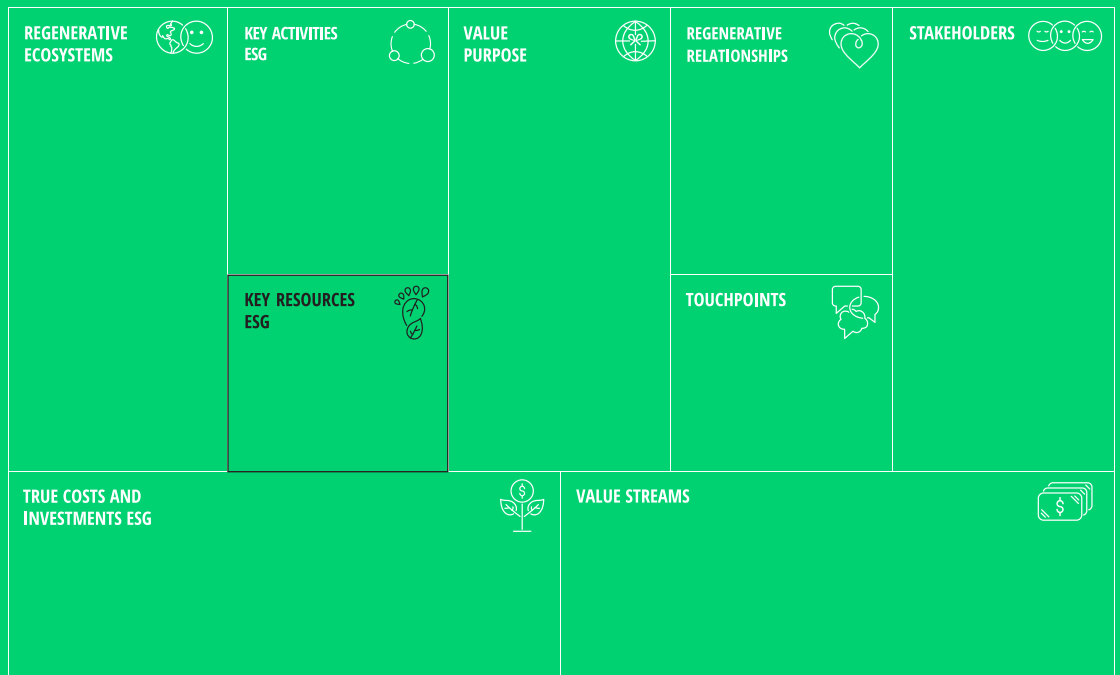 REGENERATIVE
ECOSYSTEMS
KEY ACTIVITIES
ESG
VALUE
PURPOSE
REGENERATIVE
RELATIONSHIPS
STAKEHOLDERS
KEY RESOURCES
ESG
TOUCHPOINTS
TRUE COSTS AND
INVESTMENTS ESG
$
VALUE STREAMS
$